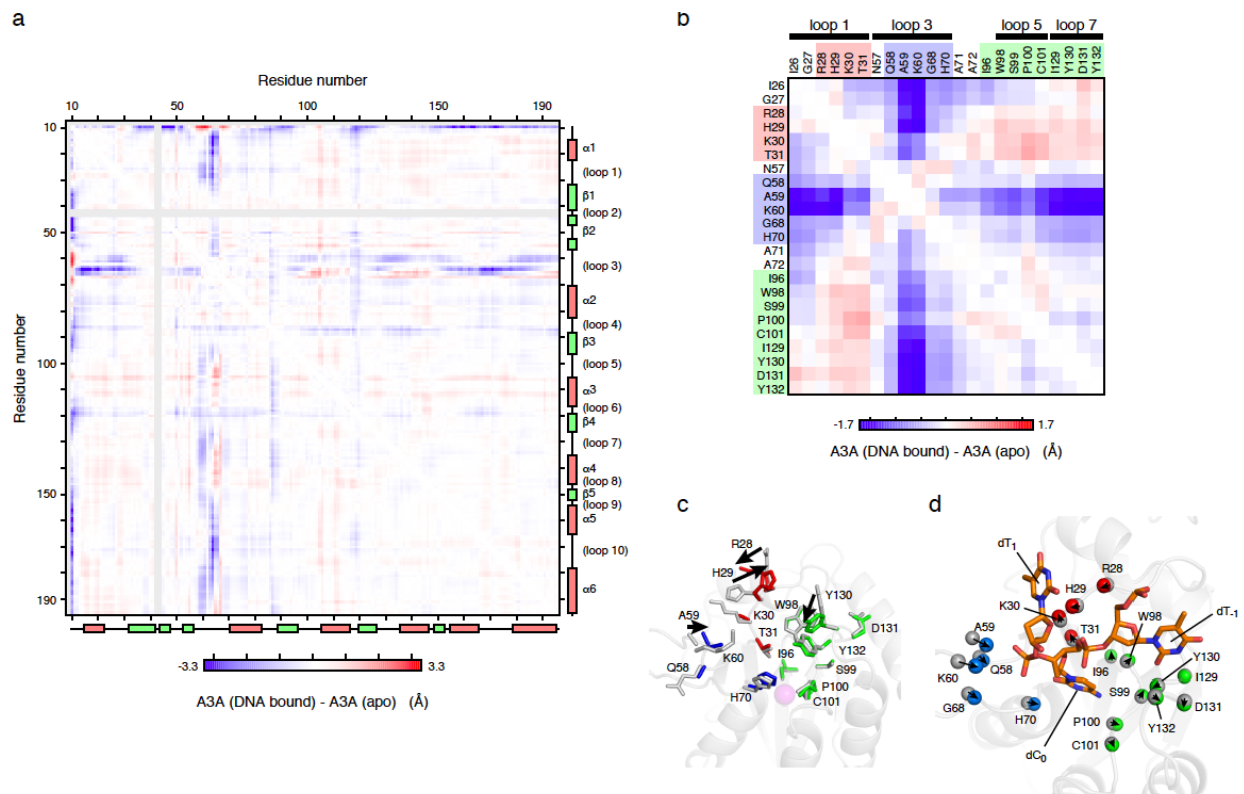 a
Residue number
10 50 100 150 190
10
50
100
150
190
Residue number
α1
(loop 1)
β1
(loop 2)
β2
(loop 3)
α2
(loop 4)
β3
(loop 5)
α3
(loop 6)
β4
(loop 7)
α4
(loop 8)
β5
(loop 9)
α5
(loop 10)
α6
-3.3 3.3
A3A (DNA bound) - A3A (apo) (Å)
b
loop 1 loop 3 loop 5 loop 7
I26 G27 R28 H29 K30 T31 N57 Q58 A59 K60 G68 H70 A71 A72 I96 W98 S99 P100 C101 I129 Y130 D131 Y132
I26
G27
R28
H29
K30
T31
N57
Q58
A59
K60
G68
H70
A71
A72
I96
W98
S99
P100
C101
I129
Y130
D131
Y132
-1.7 1.7
A3A (DNA bound) - A3A (apo) (Å)
c
R28
H29
Y130
W98
A59
K30
D131
T31
Y132
K60
I96
Q58
S99
H70
P100
C101
d
dT1
R28
H29
K30
W98
dT-1
A59
T31
Y130
I96
Q58
K60
I129
S99
G68
D131
H70
Y132
P100
C101
dC0